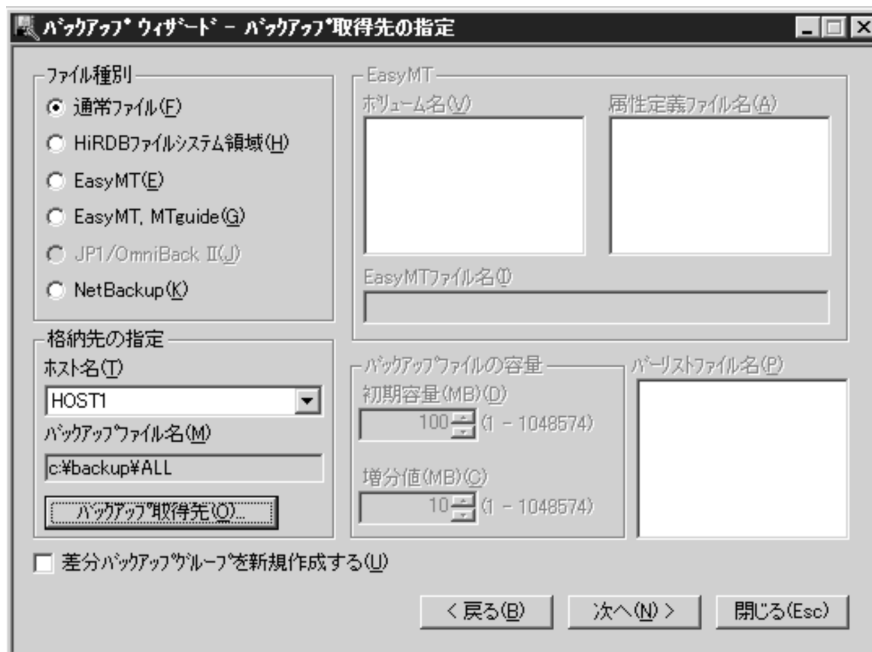 バックアップ ウィザード - バックアップ取得先の指定
ファイル種別
通常ファイル(F)
HiRDBファイルシステム領域(H)
EasyMT(E)
EasyMT, MTguide(G)
JP1/OmniBack II(J)
NetBackup(K)
格納先の指定
ホスト名(T)
HOST1
バックアップファイル名(M)
c:¥backup¥ALL
バックアップ取得先(O)...
EasyMT
ボリューム名(V)
属性定義ファイル名(A)
EasyMTファイル名(I)
バックアップファイルの容量
初期容量(MB)(D)
100 (1 - 1048574)
増分値(MB)(C)
10 (1 - 1048574)
バーリストファイル名(P)
差分バックアップグループを新規作成する(U)
< 戻る(B)
次へ(N) >
閉じる(Esc)